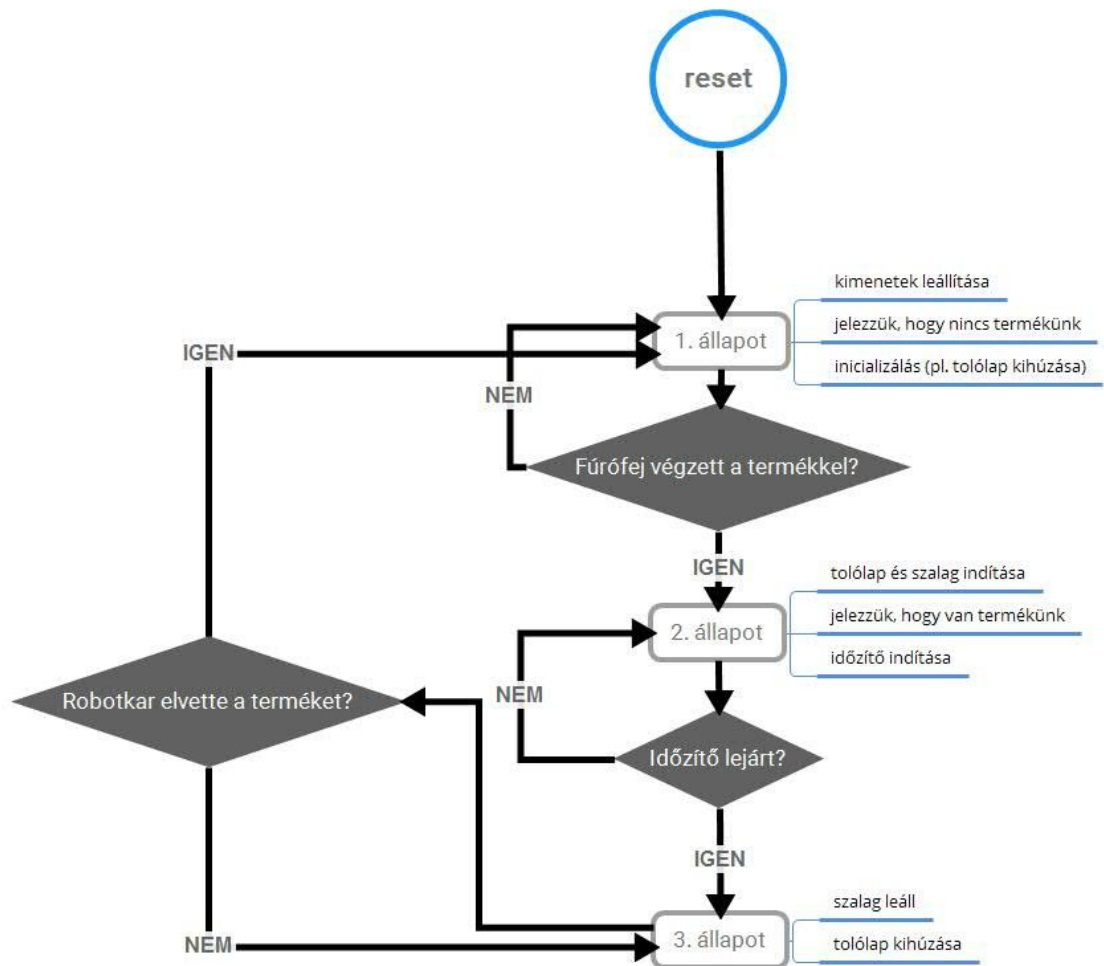 reset
kimenetek leállítása
jelezzük, hogy nincs termékünk
inicializálás (pl. tolólap kihúzása)
1. állapot
IGEN
NEM
Fúrófej végzett a termékkel?
IGEN
tolólap és szalag indítása
jelezzük, hogy van termékünk
időzítő indítása
2. állapot
NEM
Robotkar elvette a terméket?
Időzítő lejárt?
IGEN
szalag leáll
tolólap kihúzása
3. állapot
NEM